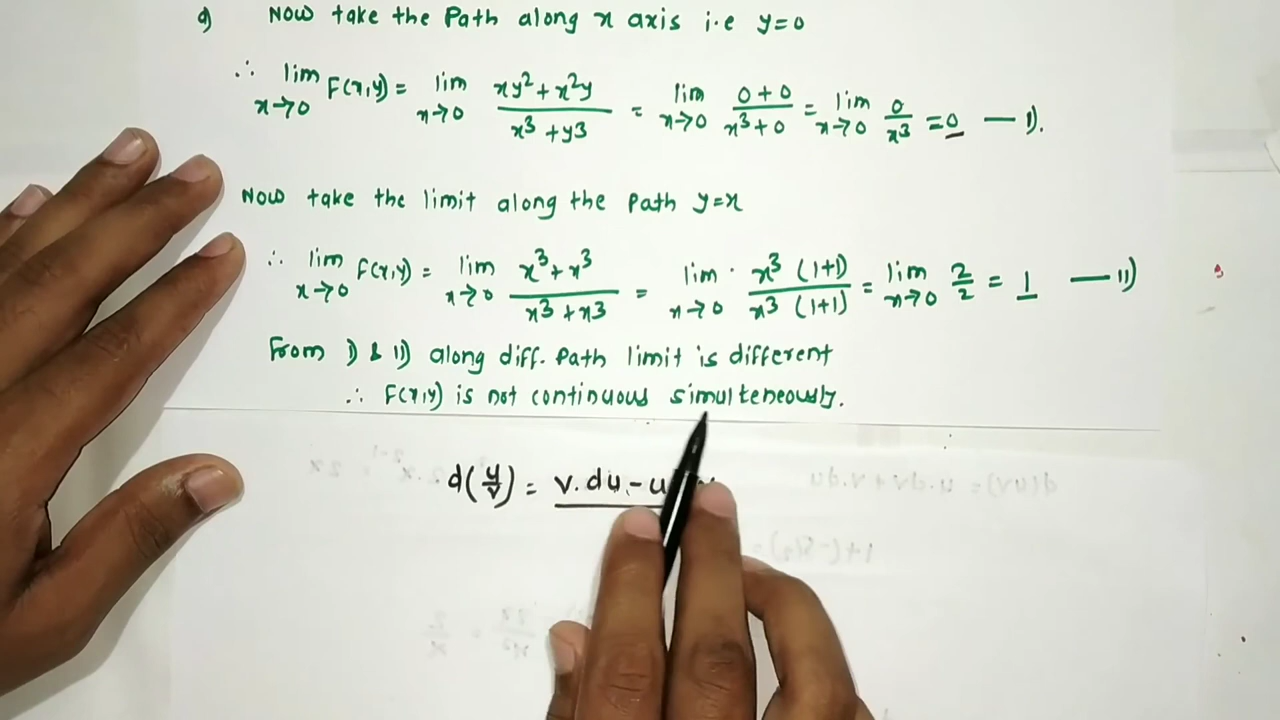 a) Now take the Path along x axis i.e y=0
∴ lim x→0 F(x,y) = lim x→0 xy²+x²y / x³+y3 = lim x→0 0+0 / x³+0 = lim x→0 0/x³ = 0 — I).
Now take the limit along the Path y=x
∴ lim x→0 F(x,y) = lim x→0 x³+x³ / x³+x3 = lim x→0 x³ (1+1) / x³ (1+1) = lim x→0 2/2 = 1 — II)
From I) & II) along diff. Path limit is different
∴ F(x,y) is not continuous simulteneously.
d(u/v) = v.du - u